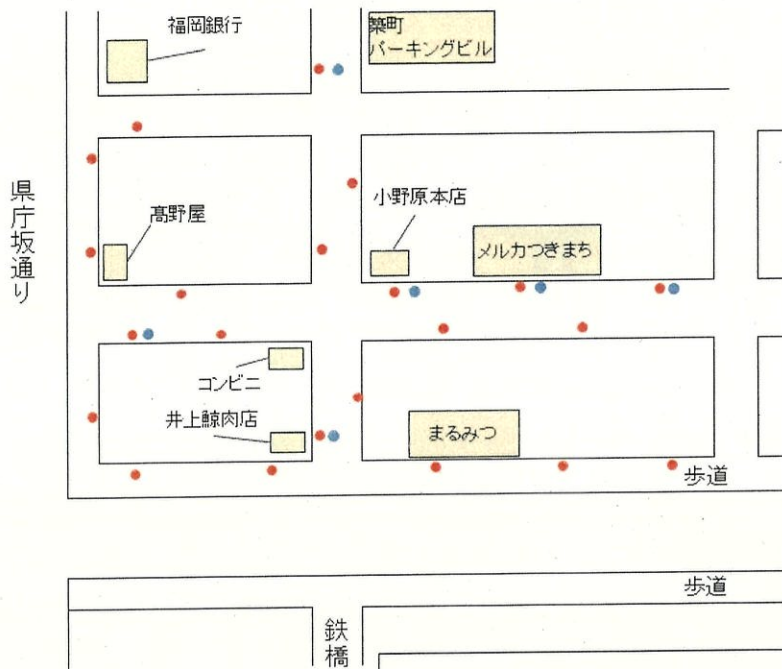 福岡銀行
築町
パーキングビル
県庁坂通り
髙野屋
小野原本店
メルカつきまち
コンビニ
井上鯨肉店
まるみつ
歩道
歩道
鉄橋